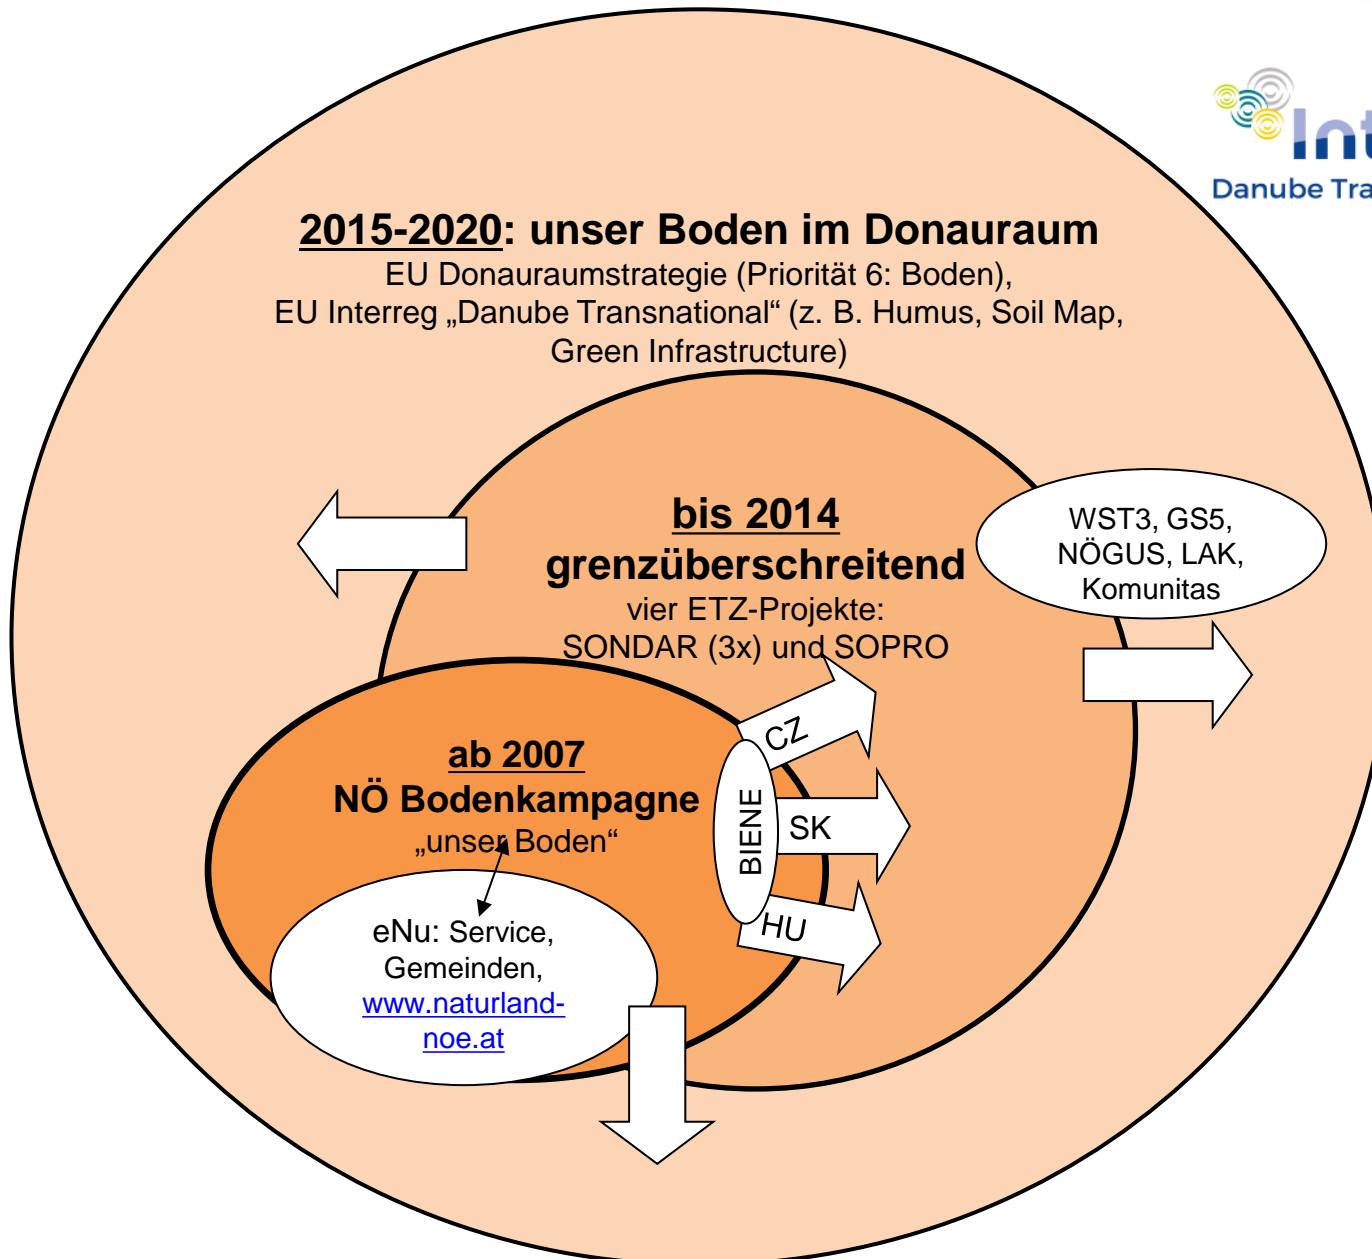 Int
Danube Tra
2015-2020: unser Boden im Donauraum
EU Donauraumstrategie (Priorität 6: Boden),
EU Interreg „Danube Transnational“ (z. B. Humus, Soil Map,
Green Infrastructure)
bis 2014
grenzüberschreitend
vier ETZ-Projekte:
SONDAR (3x) und SOPRO
WST3, GS5,
NÖGUS, LAK,
Komunitas
ab 2007
NÖ Bodenkampagne
„unser Boden“
BIENE
CZ
SK
HU
eNu: Service,
Gemeinden,
www.naturland-
noe.at